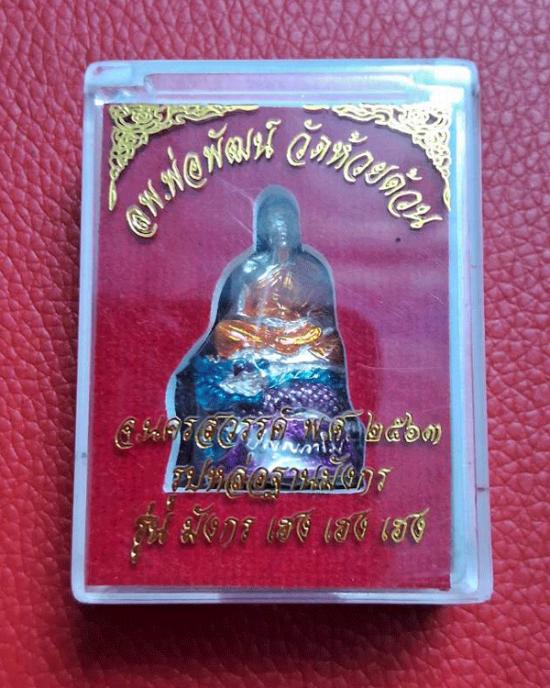 ลพ.พ่อพัฒน์ วัดห้วยด้วน
จ.นครสวรรค์ พ.ศ. ๒๕๖๓
รูปหล่อฐานมังกร
รุ่น มังกร เฮง เฮง เฮง